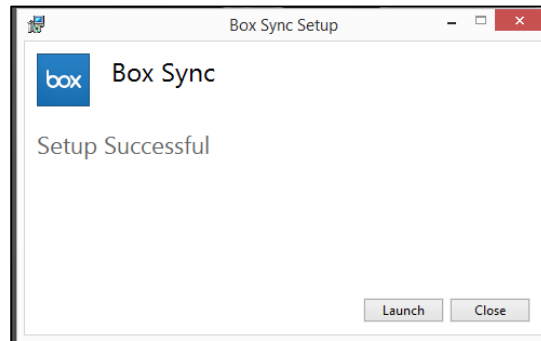 Box Sync Setup
box
Box Sync
Setup Successful
Launch Close